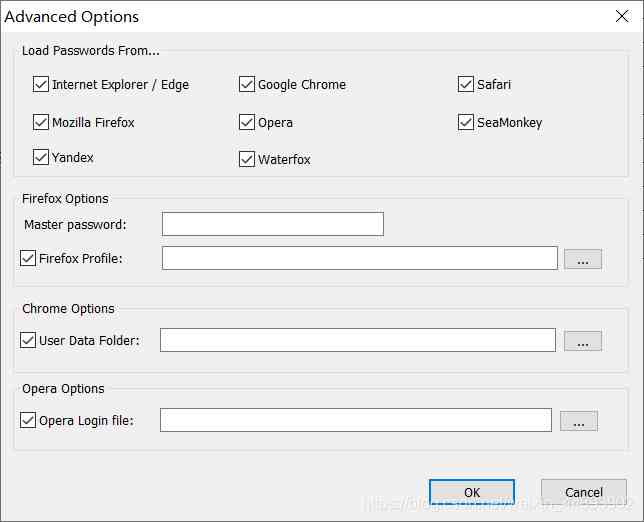 Advanced Options
Load Passwords From...
Internet Explorer / Edge
Google Chrome
Safari
Mozilla Firefox
Opera
SeaMonkey
Yandex
Waterfox
Firefox Options
Master password:
Firefox Profile:
...
Chrome Options
User Data Folder:
...
Opera Options
Opera Login file:
...
OK
Cancel